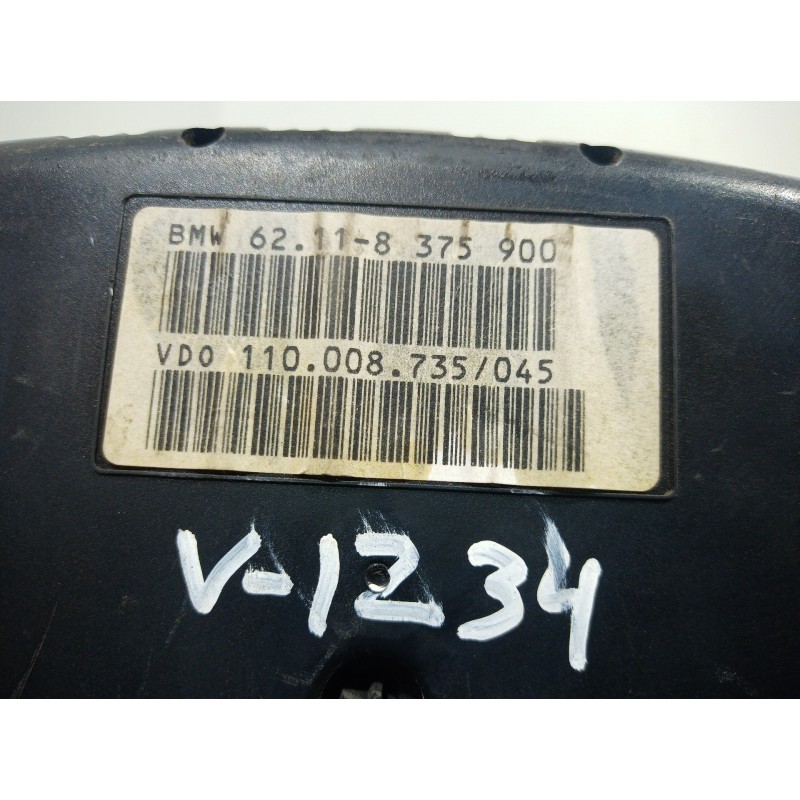 BMW 62.11-8 375 900
VDO 110.008.735/045
V-1234